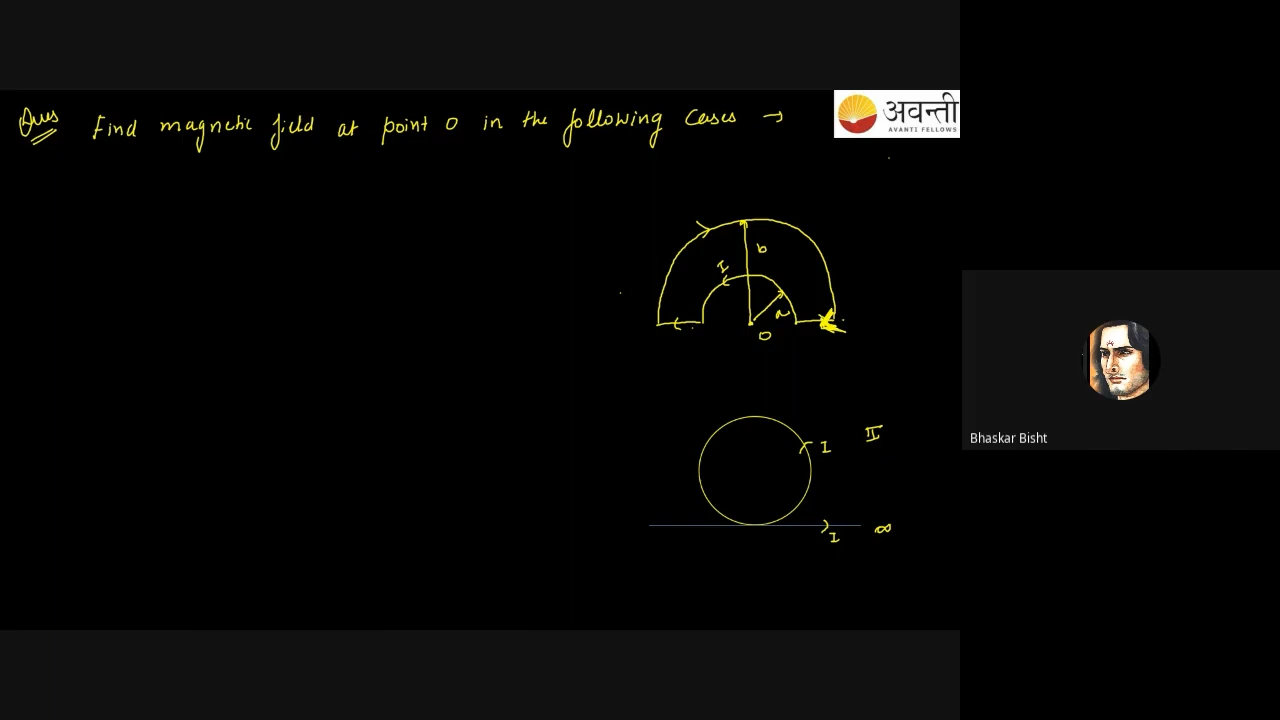 Ques Find magnetic field at point O in the following cases →
अवन्ती
AVANTI FELLOWS
b
I
a
O
I II
I ∞
Bhaskar Bisht